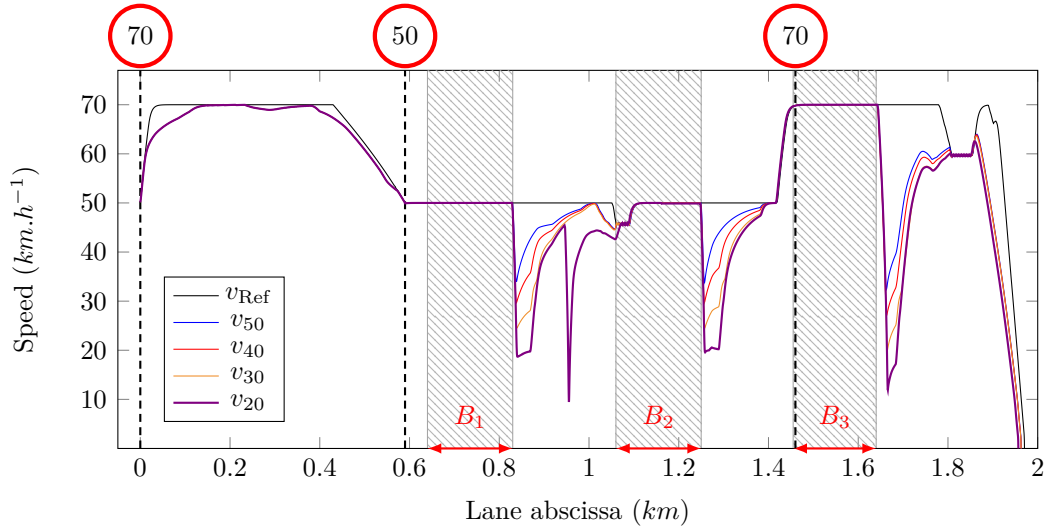 70
50
70
70
60
50
40
30
20
10
Speed (km.h⁻¹)
v_Ref
v_50
v_40
v_30
v_20
B_1
B_2
B_3
0 0.2 0.4 0.6 0.8 1 1.2 1.4 1.6 1.8 2
Lane abscissa (km)